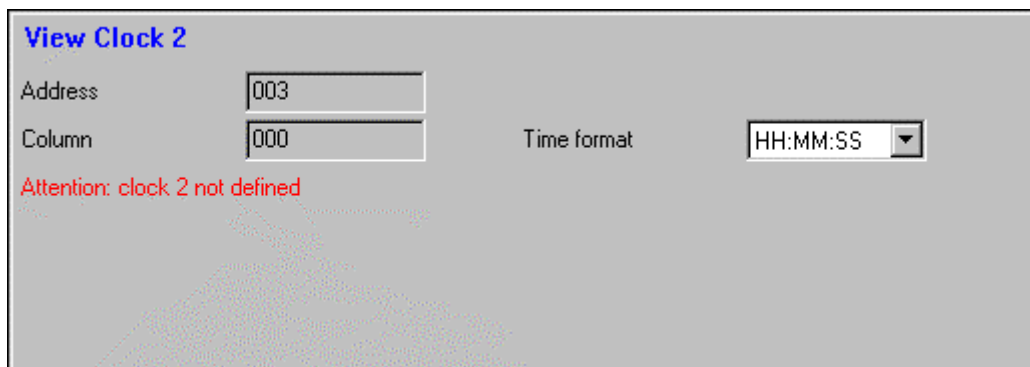 View Clock 2
Address 003
Column 000 Time format HH:MM:SS
Attention: clock 2 not defined